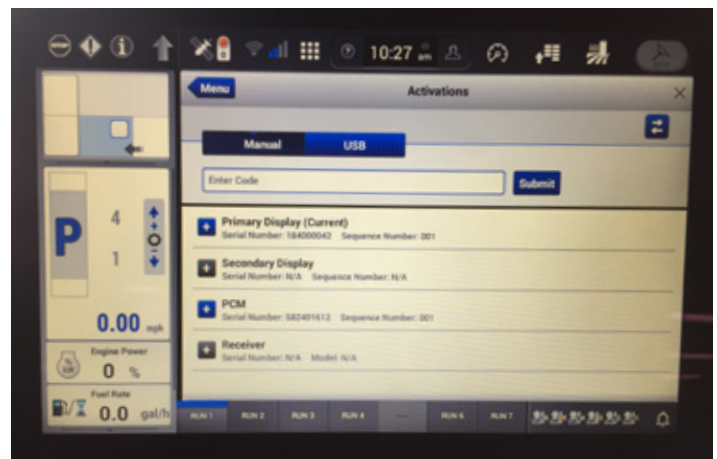 10:27 am
Menu
Activations
Manual
USB
Enter Code
Submit
P
4
1
0.00 mph
Engine Power
0 %
Fuel Rate
0.0 gal/h
Primary Display (Current)
Serial Number: 184000042 Sequence Number: 001
Secondary Display
Serial Number: N/A Sequence Number: N/A
PCM
Serial Number: 582401612 Sequence Number: 001
Receiver
Serial Number: N/A Model: N/A
RUN 1
RUN 2
RUN 3
RUN 4
---
RUN 6
RUN 7